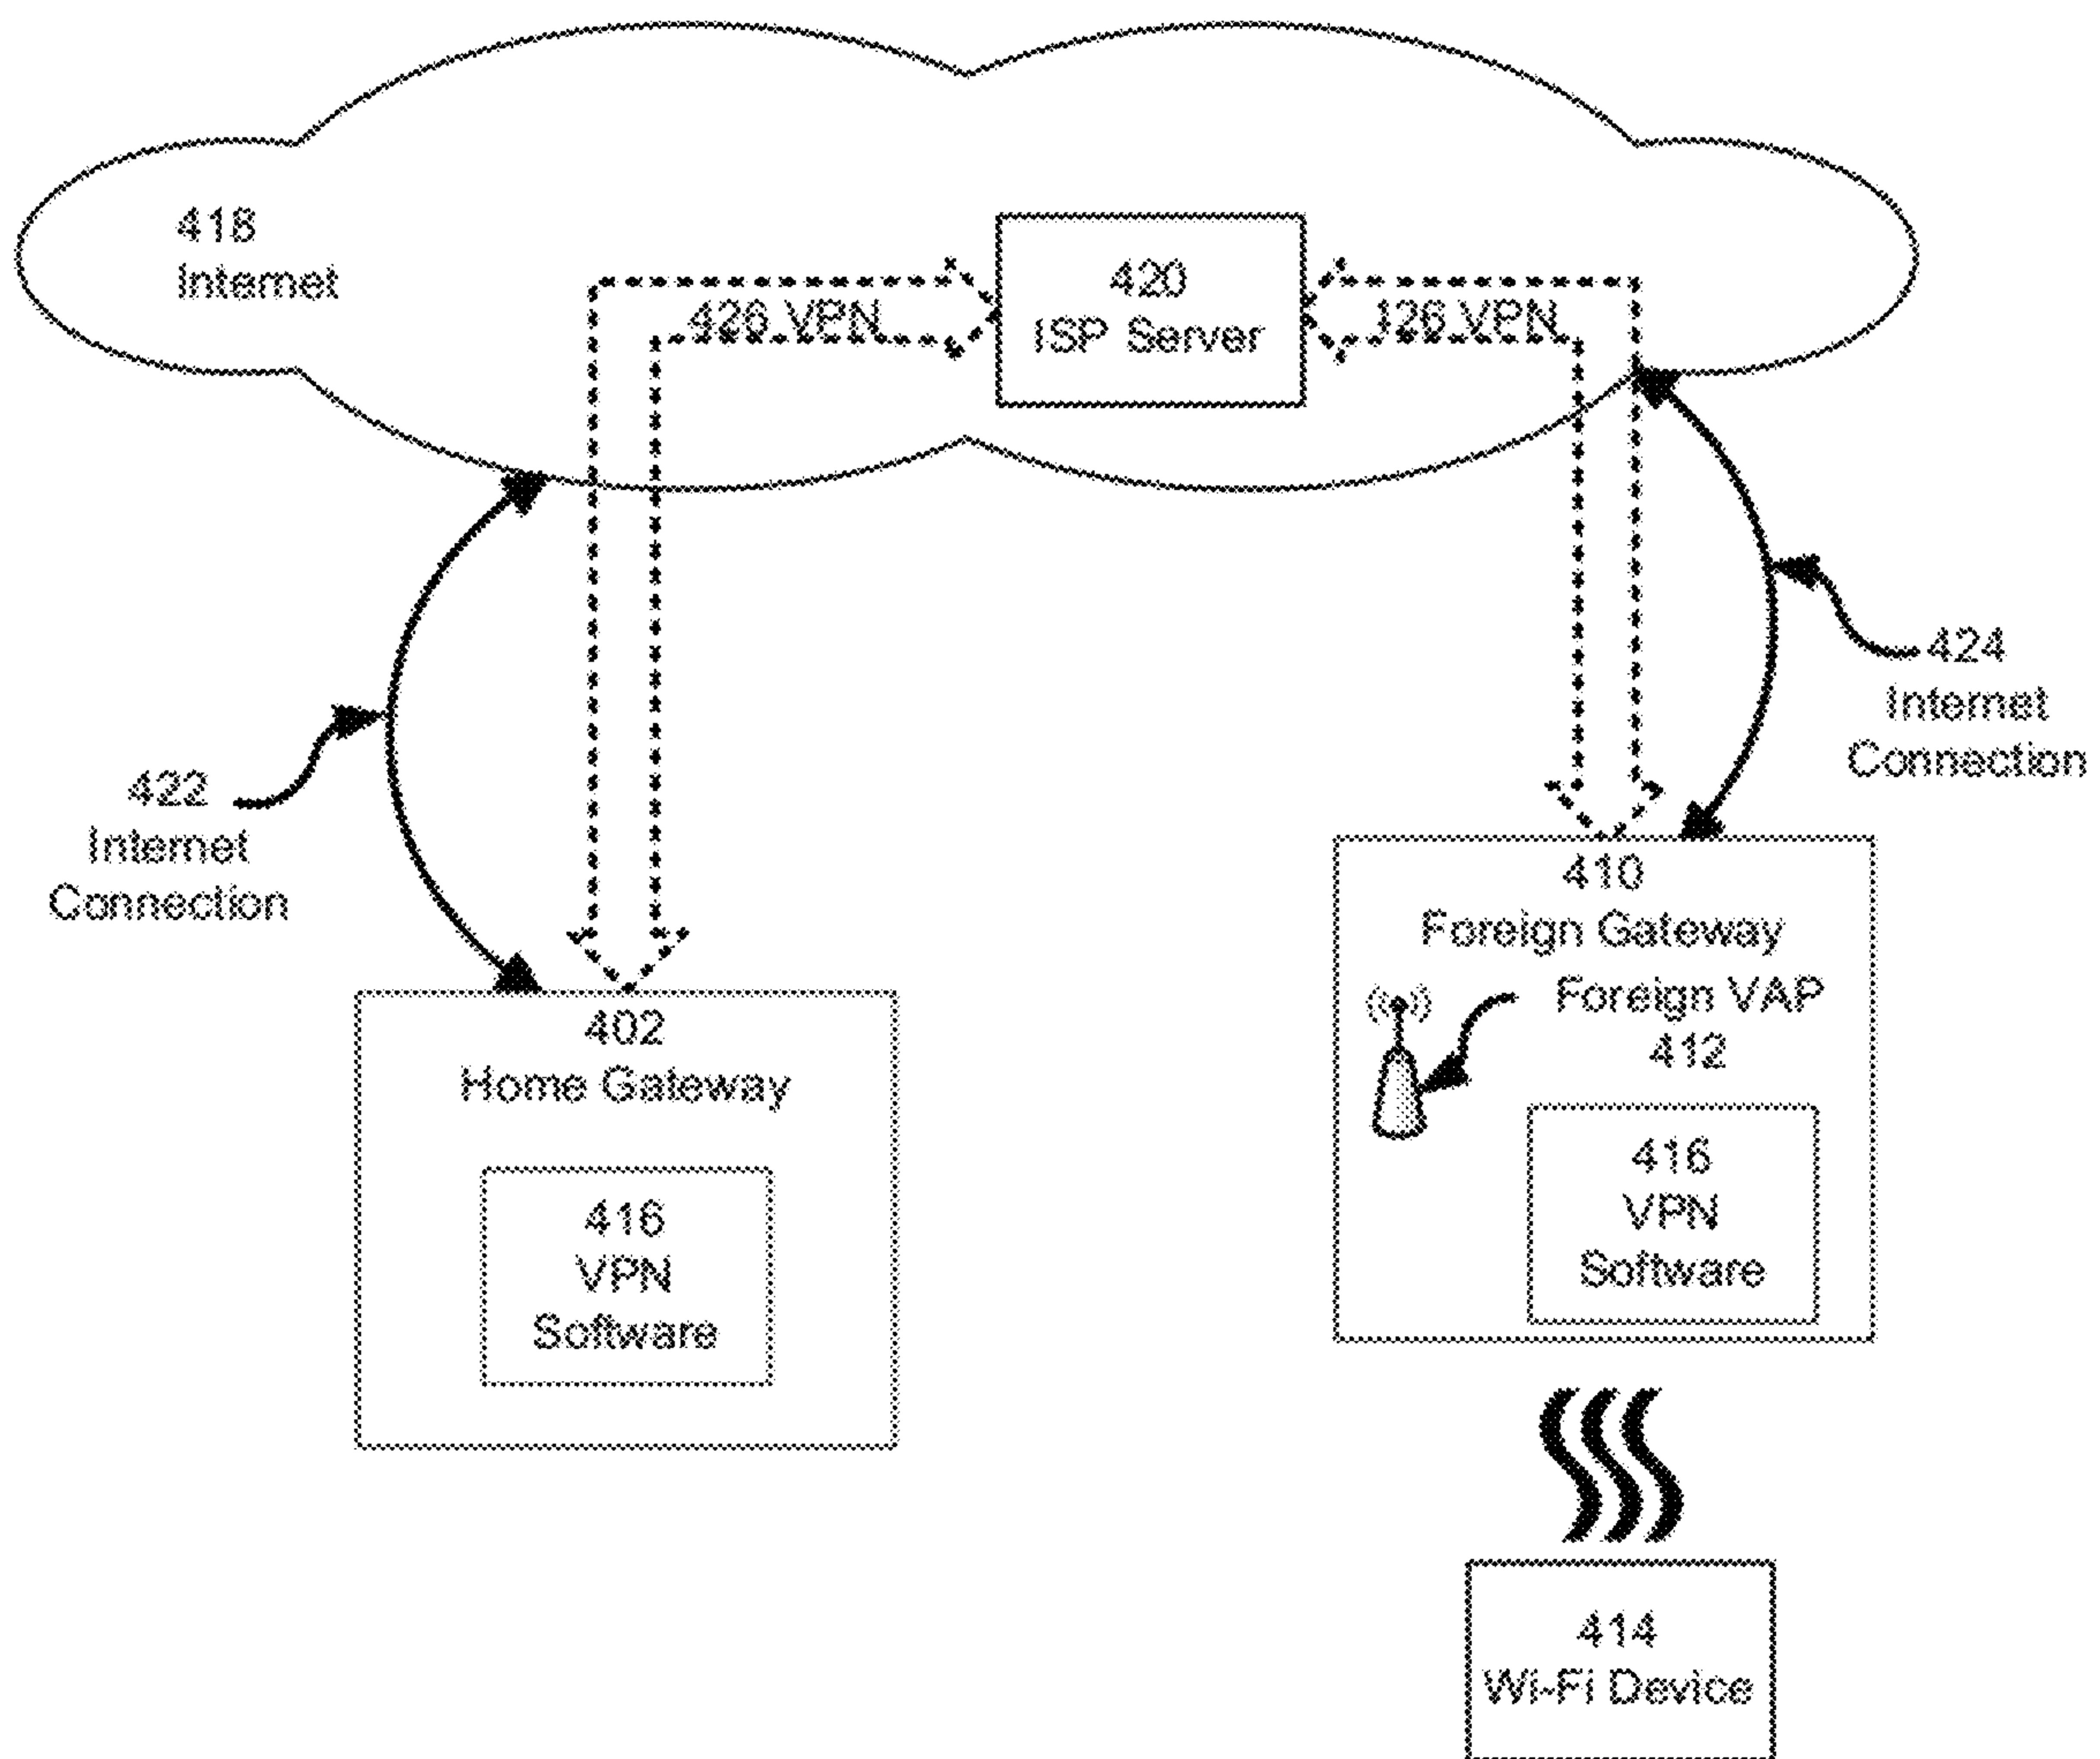 418
Internet
420
ISP Server
426 VPN
126 VPN
424
Internet
Connection
422
Internet
Connection
410
Foreign Gateway
Foreign VAP
412
416
VPN
Software
402
Home Gateway
416
VPN
Software
414
Wi-Fi Device